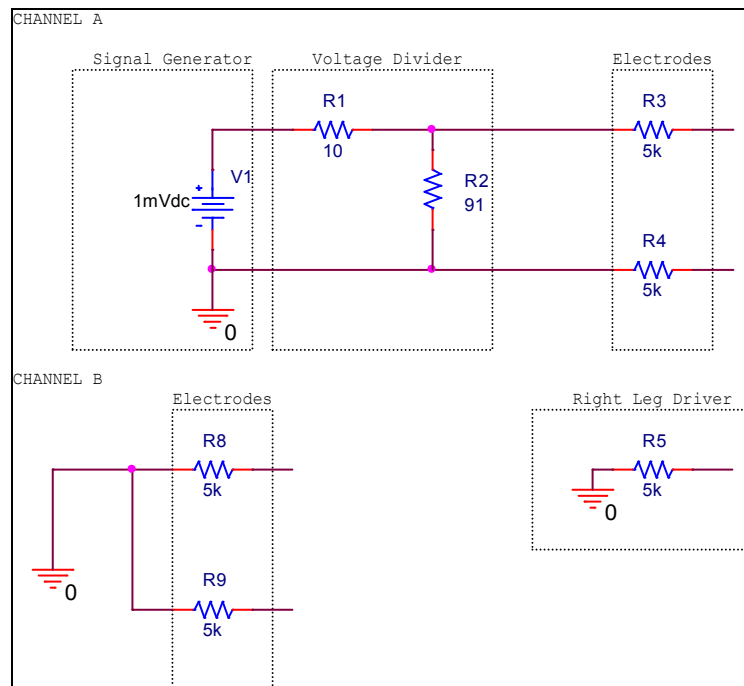 CHANNEL A
Signal Generator
Voltage Divider
Electrodes
R1
10
R3
5k
+
V1
1mVdc
-
R2
91
R4
5k
0
CHANNEL B
Electrodes
Right Leg Driver
R8
5k
R5
5k
0
0
R9
5k